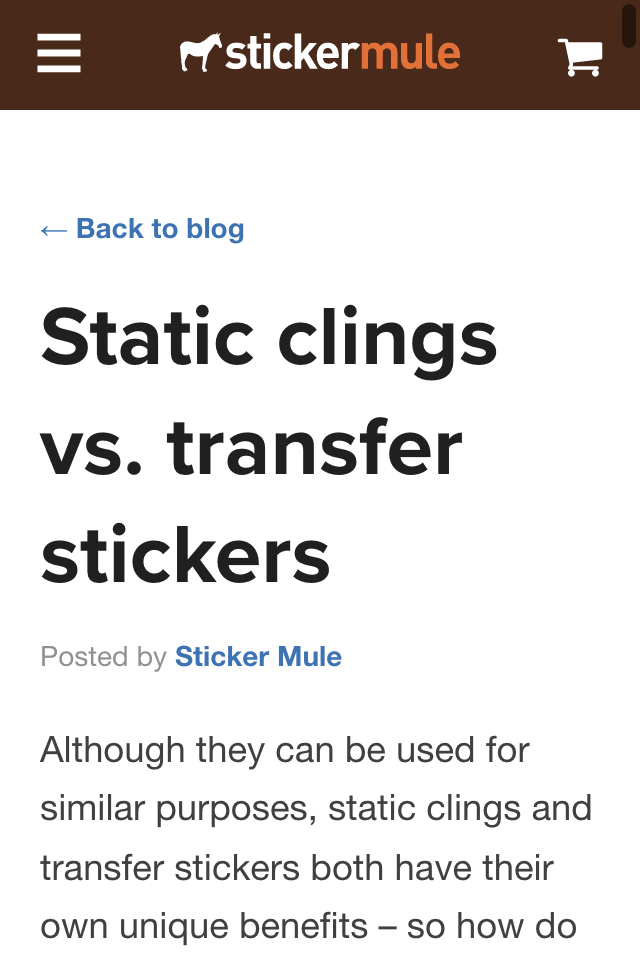 stickermule
← Back to blog
Static clings
vs. transfer
stickers
Posted by Sticker Mule
Although they can be used for
similar purposes, static clings and
transfer stickers both have their
own unique benefits – so how do